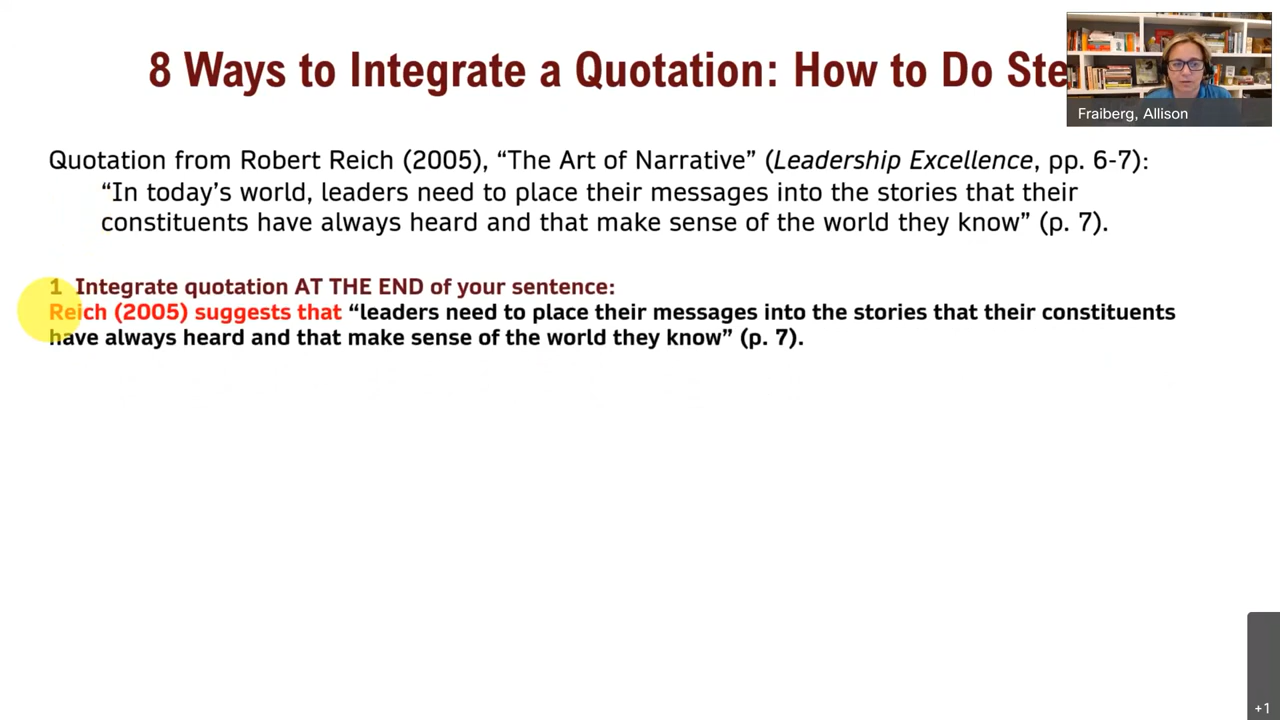 8 Ways to Integrate a Quotation: How to Do Ste
Fraiberg, Allison
Quotation from Robert Reich (2005), “The Art of Narrative” (Leadership Excellence, pp. 6-7):
“In today’s world, leaders need to place their messages into the stories that their
constituents have always heard and that make sense of the world they know” (p. 7).
1 Integrate quotation AT THE END of your sentence:
Reich (2005) suggests that “leaders need to place their messages into the stories that their constituents
have always heard and that make sense of the world they know” (p. 7).
+1